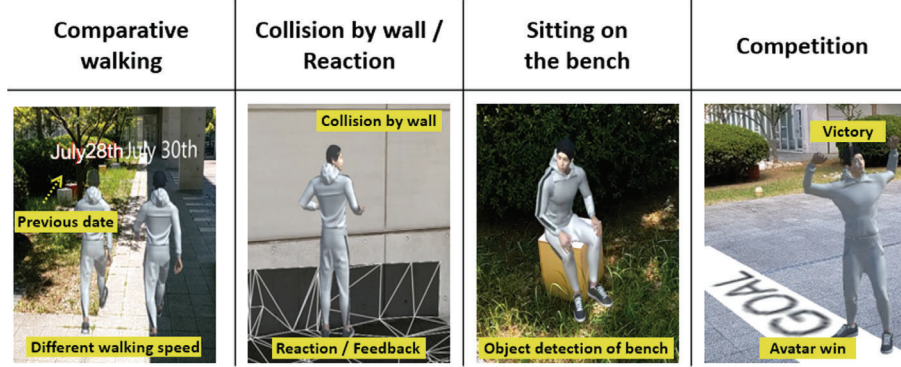 Comparative
walking
Collision by wall /
Reaction
Sitting on
the bench
Competition
July28th July 30th
Previous date
Different walking speed
Collision by wall
Reaction / Feedback
Object detection of bench
Victory
GOAL
Avatar win